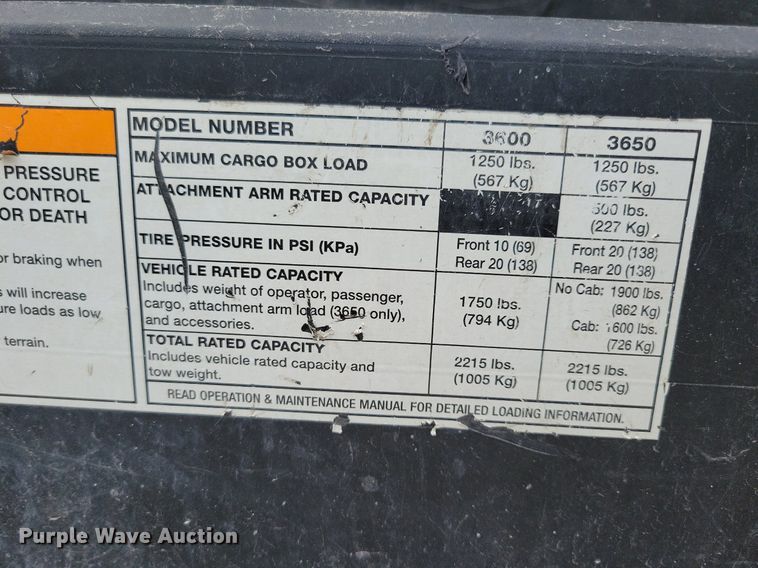 PRESSURE
CONTROL
OR DEATH
or braking when
s will increase
ure loads as low
terrain.
MODEL NUMBER 3600 3650
MAXIMUM CARGO BOX LOAD 1250 lbs. 1250 lbs.
(567 Kg) (567 Kg)
ATTACHMENT ARM RATED CAPACITY 500 lbs.
(227 Kg)
TIRE PRESSURE IN PSI (KPa) Front 10 (69) Front 20 (138)
Rear 20 (138) Rear 20 (138)
VEHICLE RATED CAPACITY No Cab: 1900 lbs.
Includes weight of operator, passenger, 1750 lbs. (862 Kg)
cargo, attachment arm load (3650 only), (794 Kg) Cab: 1600 lbs.
and accessories. (726 Kg)
TOTAL RATED CAPACITY
Includes vehicle rated capacity and 2215 lbs. 2215 lbs.
tow weight. (1005 Kg) (1005 Kg)
READ OPERATION & MAINTENANCE MANUAL FOR DETAILED LOADING INFORMATION.
Purple Wave Auction